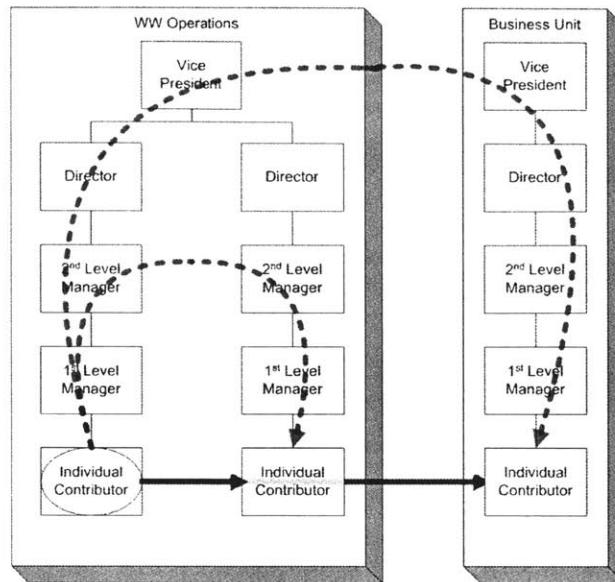 WW Operations
Business Unit
Vice
President
Vice
President
Director
Director
Director
2nd Level
Manager
2nd Level
Manager
2nd Level
Manager
1st Level
Manager
1st Level
Manager
1st Level
Manager
Individual
Contributor
Individual
Contributor
Individual
Contributor